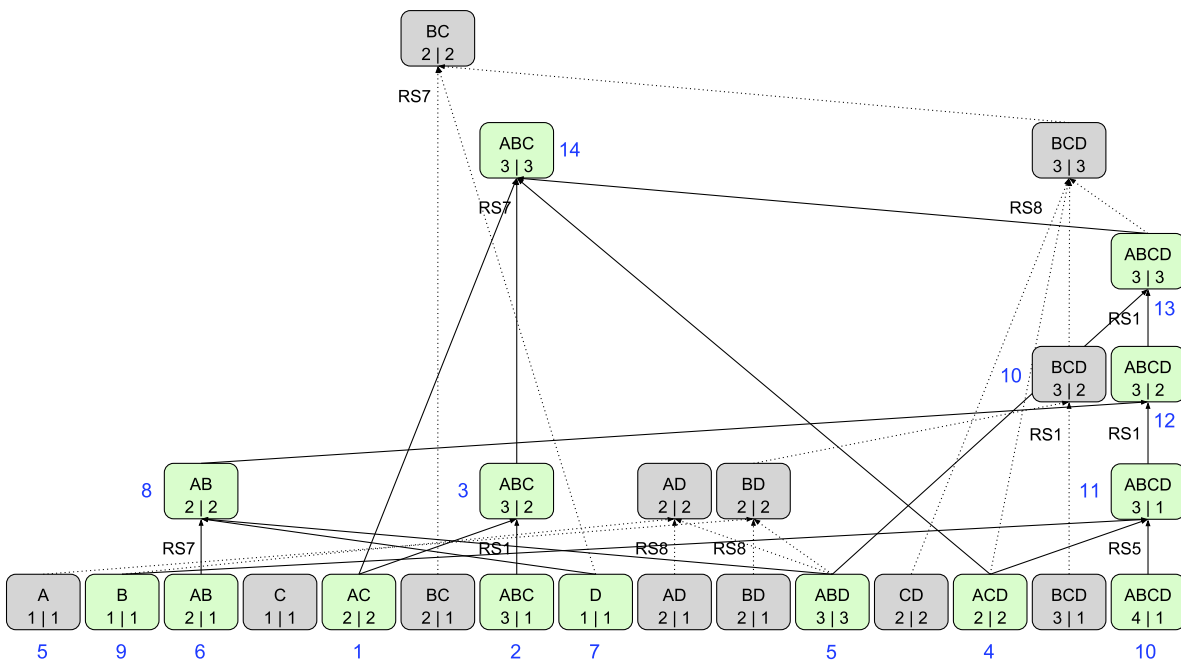 BC
2 | 2
RS7
ABC
3 | 3
14
BCD
3 | 3
RS7
RS8
ABCD
3 | 3
13
RS1
10
BCD
3 | 2
ABCD
3 | 2
12
RS1
RS1
8
AB
2 | 2
3
ABC
3 | 2
AD
2 | 2
BD
2 | 2
11
ABCD
3 | 1
RS7
RS1
RS8
RS8
RS5
A
1 | 1
B
1 | 1
AB
2 | 1
C
1 | 1
AC
2 | 2
BC
2 | 1
ABC
3 | 1
D
1 | 1
AD
2 | 1
BD
2 | 1
ABD
3 | 3
CD
2 | 2
ACD
2 | 2
BCD
3 | 1
ABCD
4 | 1
5
9
6
1
2
7
5
4
10